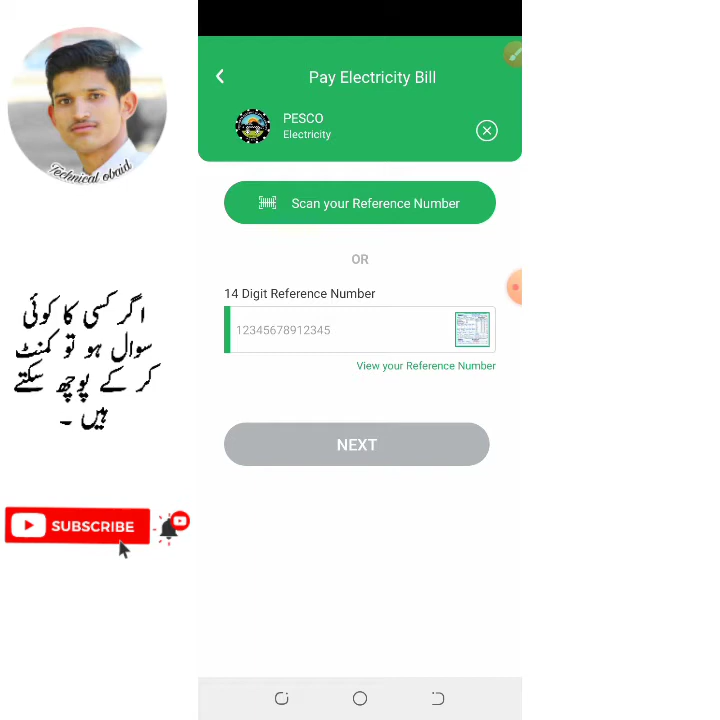 Pay Electricity Bill
PESCO
Electricity
Scan your Reference Number
OR
14 Digit Reference Number
12345678912345
View your Reference Number
NEXT
Technical obaid
اگر کسی کا کوئی
سوال ہو تو کمنٹ
کر کے پوچھ سکتے
ہیں ۔
SUBSCRIBE